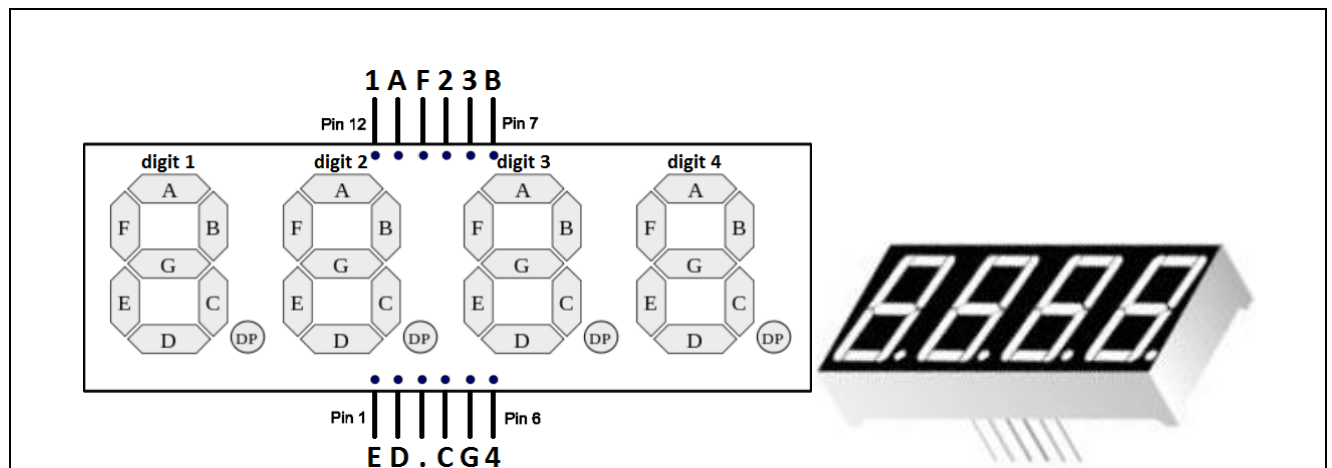 1 A F 2 3 B
Pin 12 Pin 7
digit 1 digit 2 digit 3 digit 4
A A A A
F B F B F B F B
G G G G
E C E C E C E C
D DP D DP D DP D DP
Pin 1 Pin 6
E D . C G 4